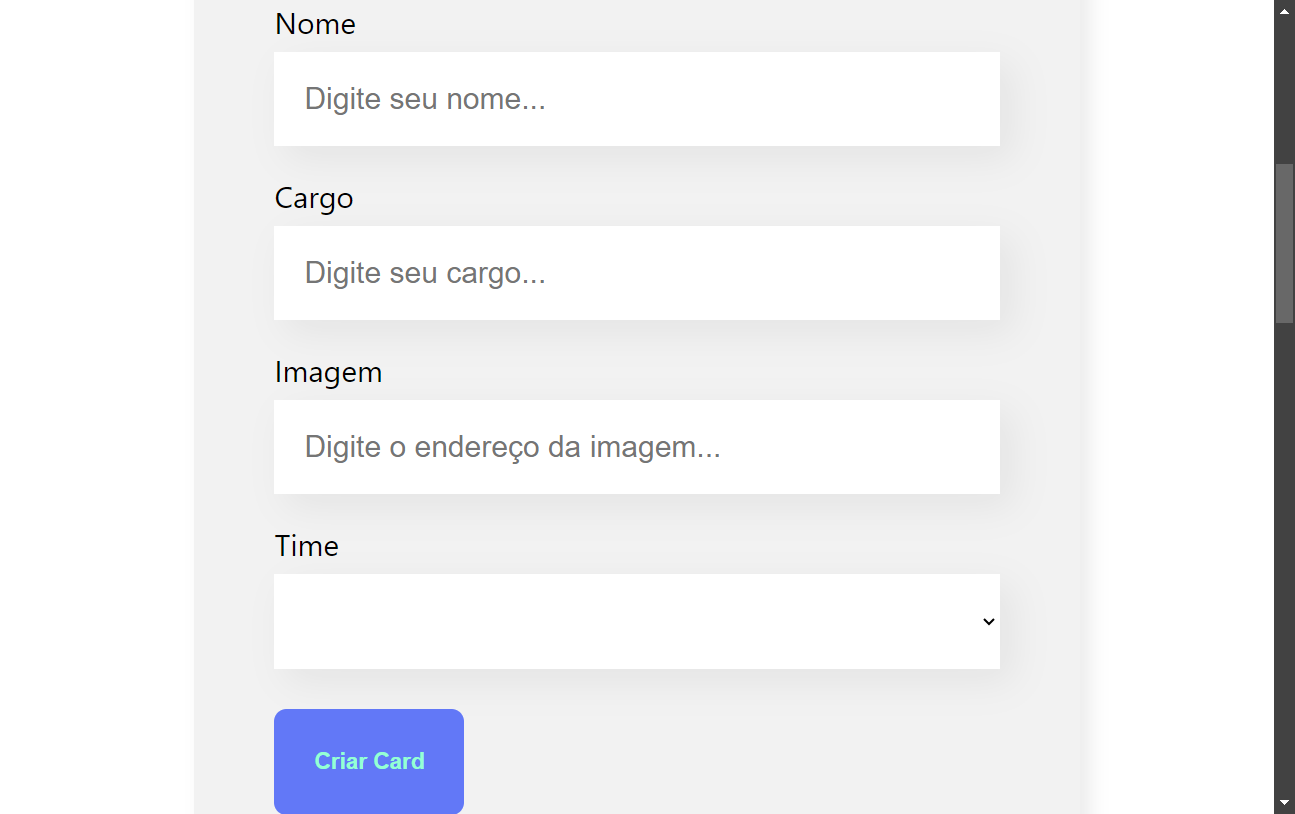 Nome
Digite seu nome...
Cargo
Digite seu cargo...
Imagem
Digite o endereço da imagem...
Time
Criar Card